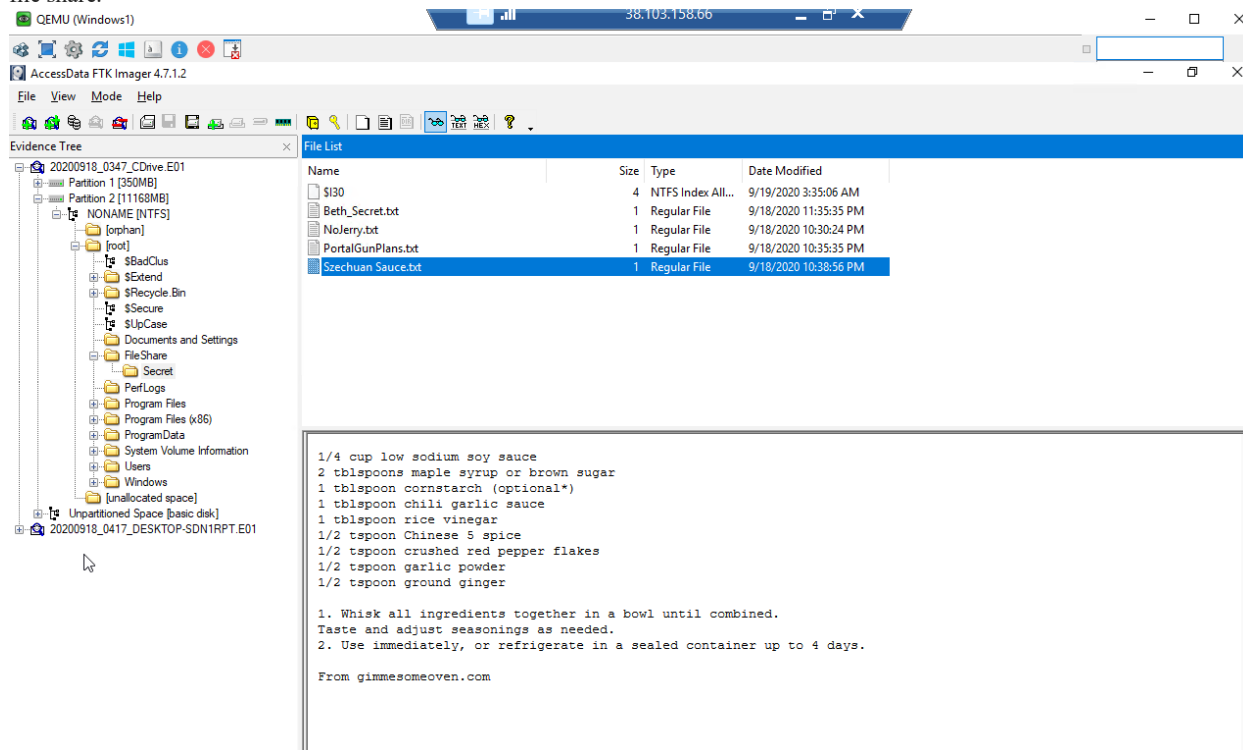 file share.
QEMU (Windows1)
38.103.158.66
AccessData FTK Imager 4.7.1.2
File View Mode Help
TEXT HEX
Evidence Tree
File List
20200918_0347_CDrive.E01
Partition 1 [350MB]
Partition 2 [11168MB]
NONAME [NTFS]
[orphan]
[root]
$BadClus
$Extend
$Recycle.Bin
$Secure
$UpCase
Documents and Settings
FileShare
Secret
PerfLogs
Program Files
Program Files (x86)
ProgramData
System Volume Information
Users
Windows
[unallocated space]
Unpartitioned Space [basic disk]
20200918_0417_DESKTOP-SDN1RPT.E01
Name Size Type Date Modified
$I30 4 NTFS Index All... 9/19/2020 3:35:06 AM
Beth_Secret.txt 1 Regular File 9/18/2020 11:35:35 PM
NoJerry.txt 1 Regular File 9/18/2020 10:30:24 PM
PortalGunPlans.txt 1 Regular File 9/18/2020 10:35:35 PM
Szechuan Sauce.txt 1 Regular File 9/18/2020 10:38:56 PM
1/4 cup low sodium soy sauce
2 tblspoons maple syrup or brown sugar
1 tblspoon cornstarch (optional*)
1 tblspoon chili garlic sauce
1 tblspoon rice vinegar
1/2 tspoon Chinese 5 spice
1/2 tspoon crushed red pepper flakes
1/2 tspoon garlic powder
1/2 tspoon ground ginger
1. Whisk all ingredients together in a bowl until combined.
Taste and adjust seasonings as needed.
2. Use immediately, or refrigerate in a sealed container up to 4 days.
From gimmesomeoven.com